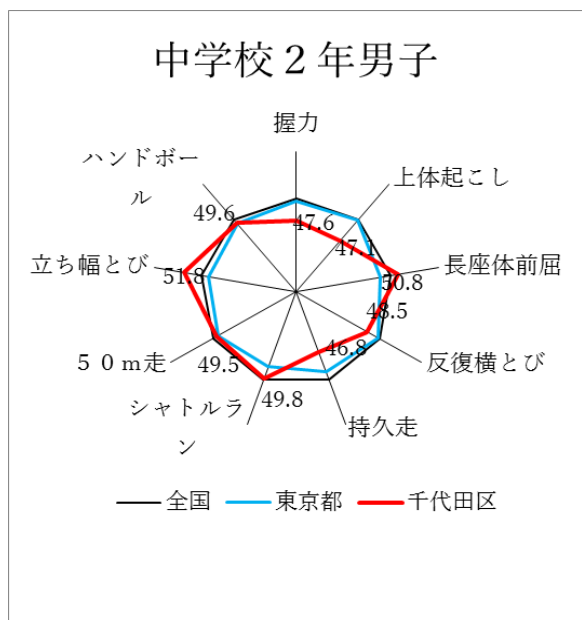 中学校２年男子
握力
ハンドボー
ル
上体起こし
49.6
47.6
47.1
立ち幅とび
51.8
50.8
長座体前屈
48.5
５０m走
49.5
46.8
反復横とび
シャトルラ
ン
49.8
持久走
全国
東京都
千代田区